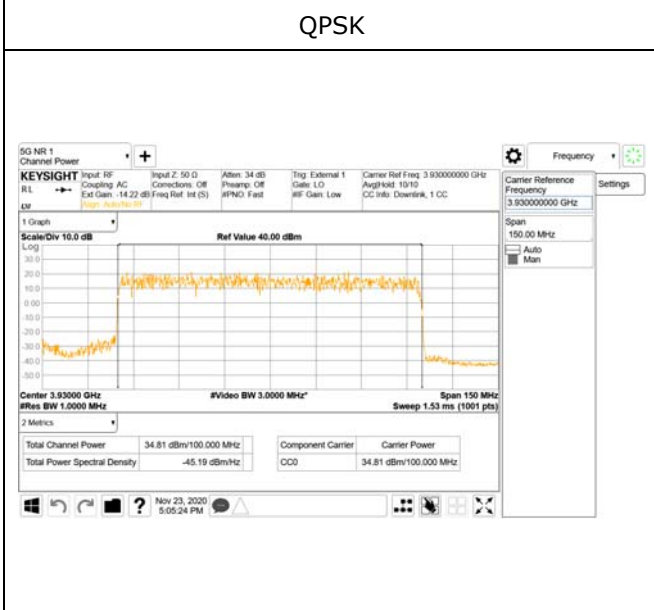 QPSK
5G NR 1
Channel Power
Frequency
KEYSIGHT
RL
Input: RF
Coupling: AC
Ext Gain: -14.22 dB
Align: Auto/No RF
Input Z: 50 Ω
Corrections: Off
Freq Ref: Int (S)
Atten: 34 dB
Preamp: Off
#PNO: Fast
Trig: External 1
Gate: LO
#IF Gain: Low
Carrier Ref Freq: 3.930000000 GHz
Avg|Hold: 10/10
CC Info: Downlink, 1 CC
Carrier Reference
Frequency
3.930000000 GHz
Settings
Span
150.00 MHz
Auto
Man
1 Graph
Scale/Div 10.0 dB
Ref Value 40.00 dBm
Log
30.0
20.0
10.0
0.00
-10.0
-20.0
-30.0
-40.0
-50.0
Center 3.93000 GHz
#Video BW 3.0000 MHz*
Span 150 MHz
#Res BW 1.0000 MHz
Sweep 1.53 ms (1001 pts)
2 Metrics
Total Channel Power 34.81 dBm/100.000 MHz
Total Power Spectral Density -45.19 dBm/Hz
Component Carrier Carrier Power
CC0 34.81 dBm/100.000 MHz
Nov 23, 2020
5:05:24 PM